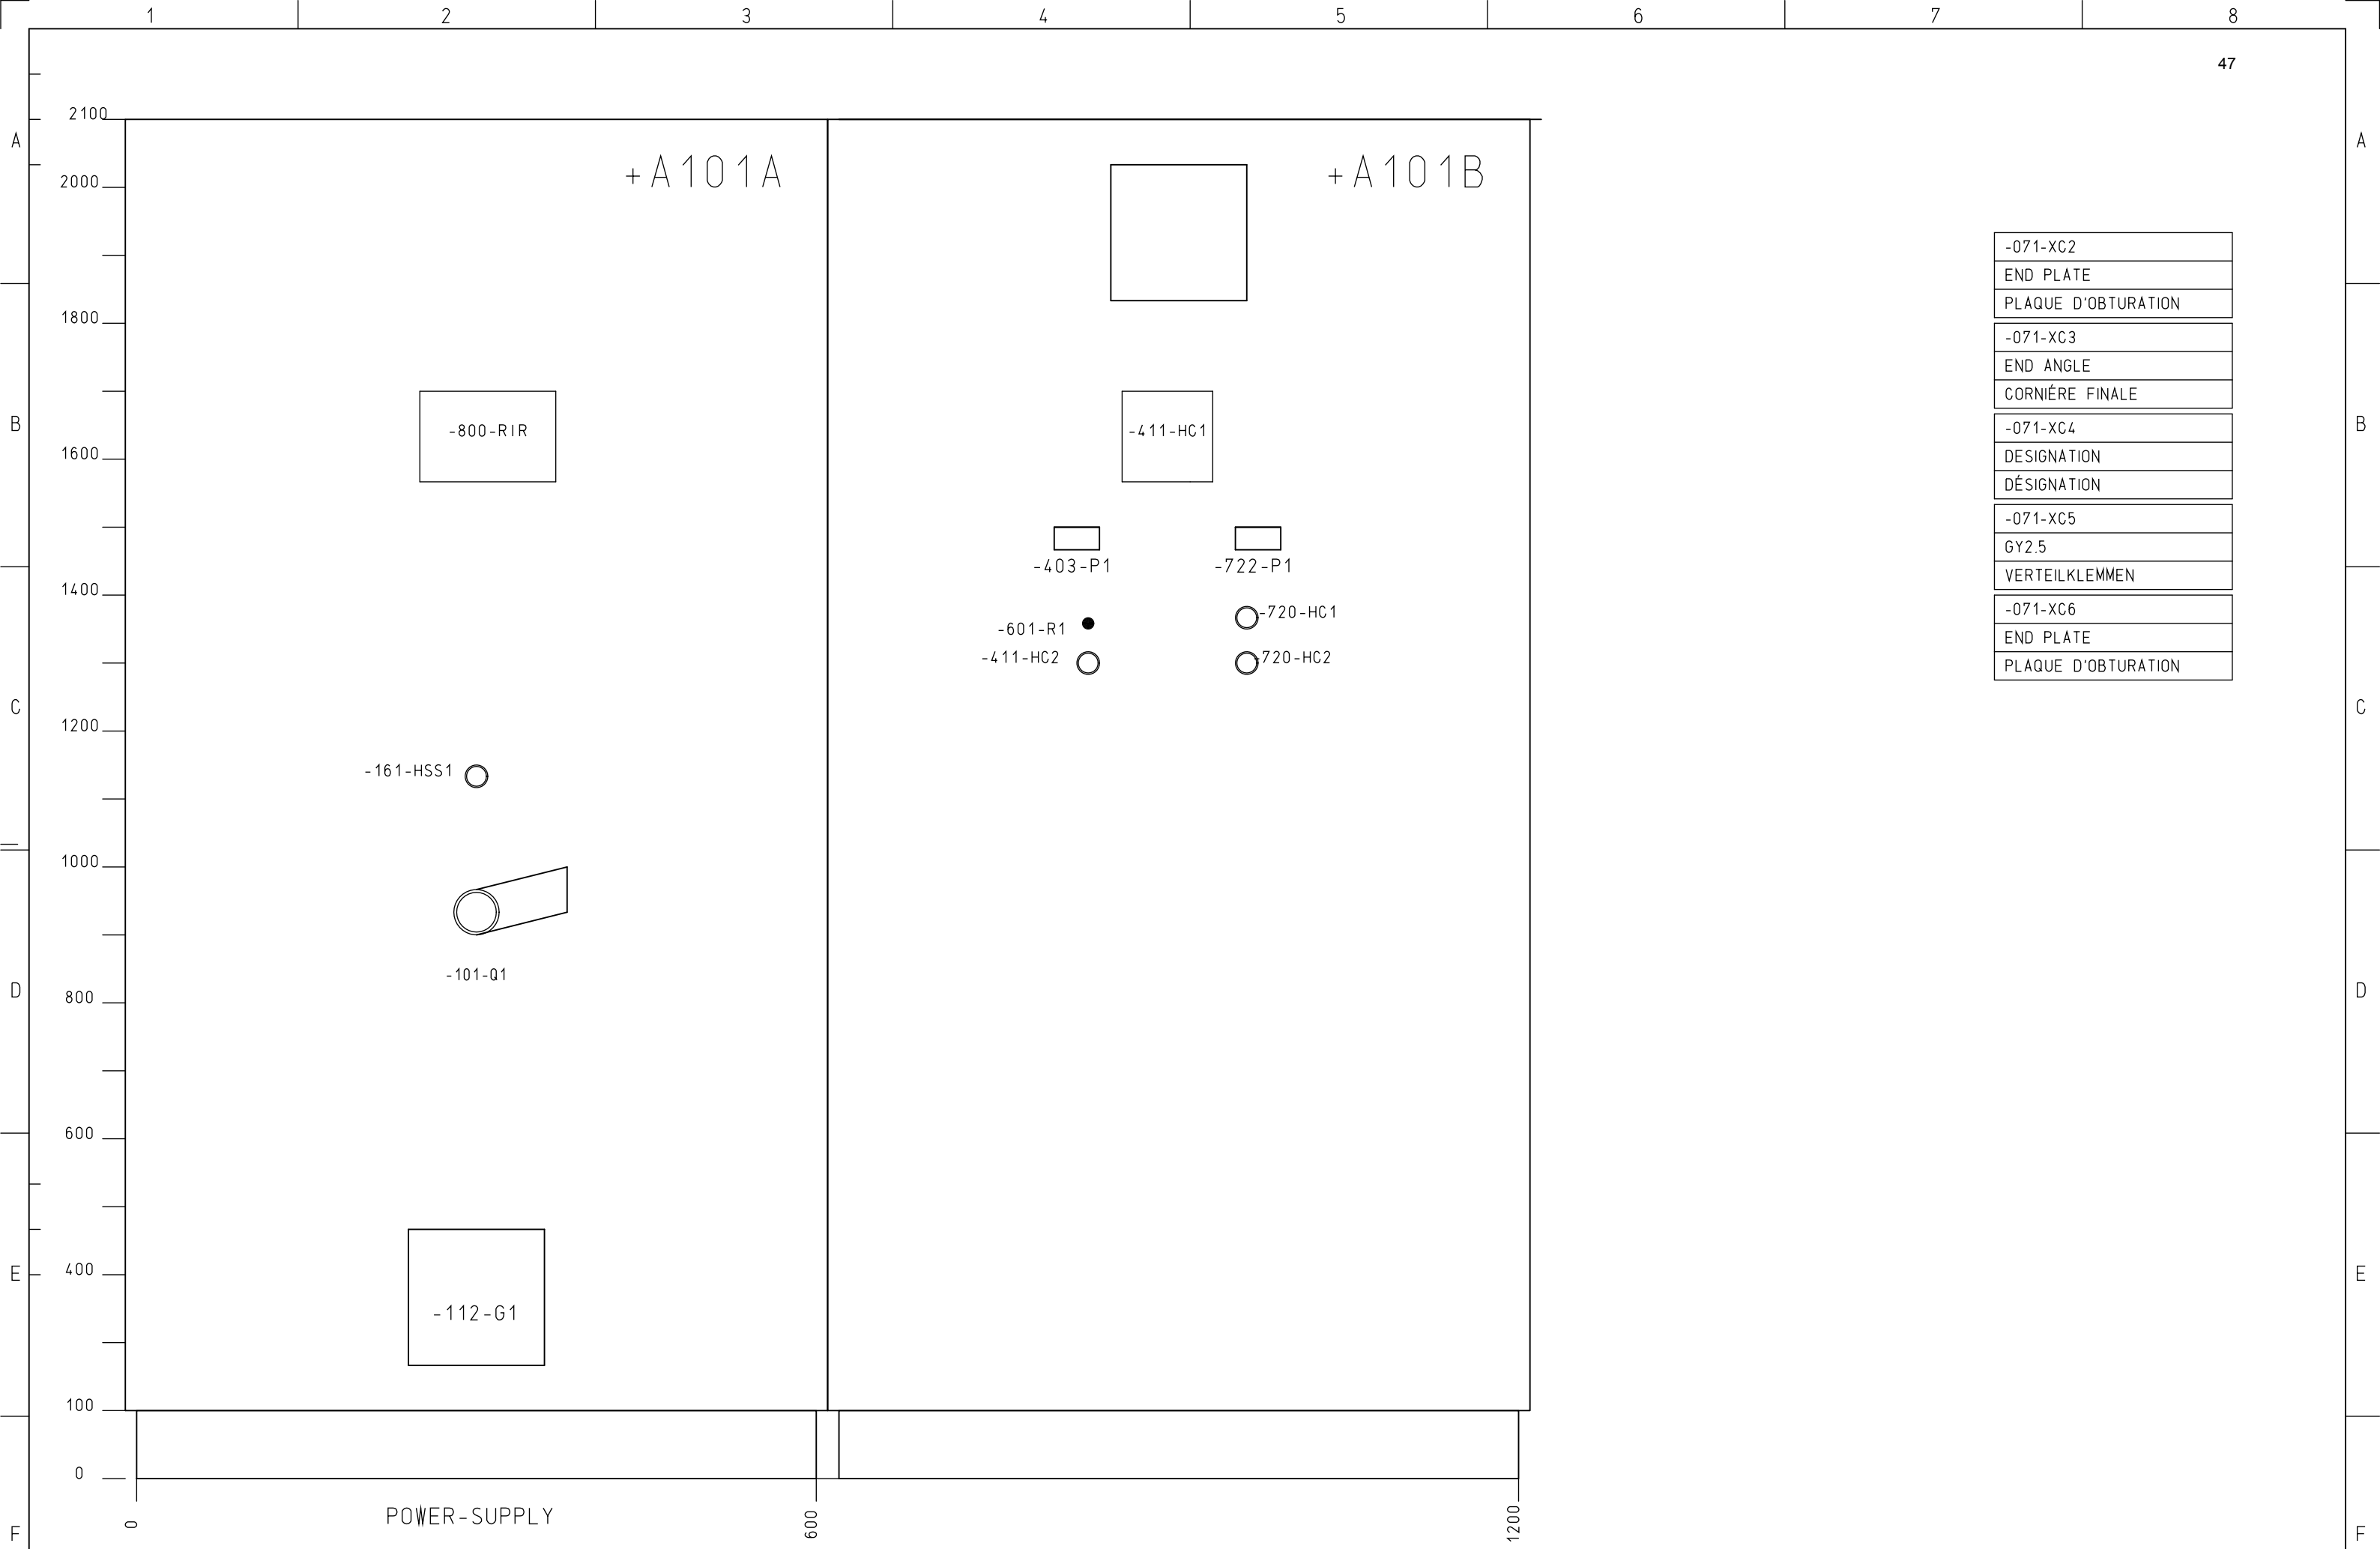 1 2 3 4 5 6 7 8
47
2100
A A
+A101A +A101B
2000
-071-XC2
END PLATE
PLAQUE D'OBTURATION
1800
-071-XC3
END ANGLE
CORNIÉRE FINALE
B B
-800-RIR -411-HC1
-071-XC4
1600
DESIGNATION
DÉSIGNATION
-071-XC5
GY2.5
VERTEILKLEMMEN
-403-P1 -722-P1
1400
-071-XC6
-720-HC1
-601-R1
END PLATE
-411-HC2 720-HC2
PLAQUE D'OBTURATION
C C
1200
-161-HSS1
1000
-101-Q1
D D
800
600
E E
400
-112-G1
100
0
POWER-SUPPLY
0 600 1200
F F